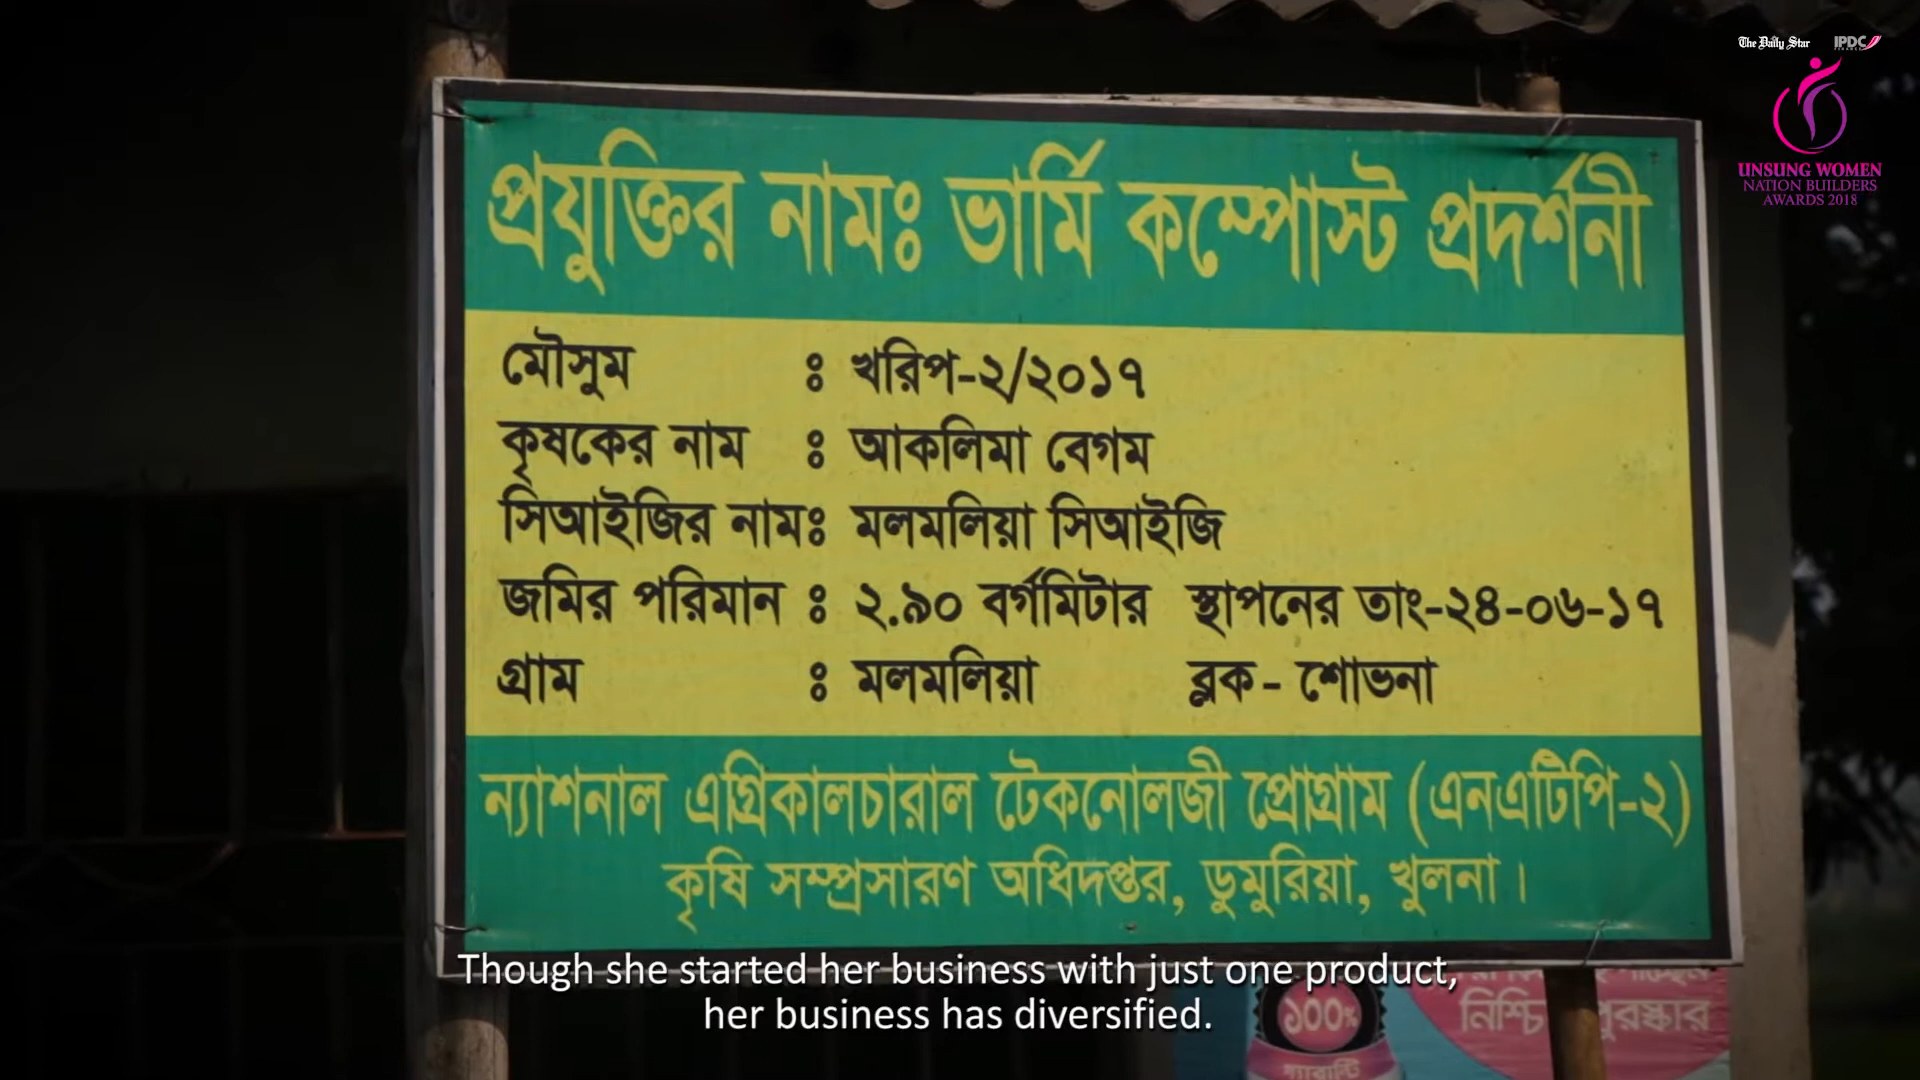 The Daily Star IPDC FINANCE
UNSUNG WOMEN
NATION BUILDERS
AWARDS 2018
প্রযুক্তির নামঃ ভার্মি কম্পোস্ট প্রদর্শনী
মৌসুম ঃ খরিপ-২/২০১৭
কৃষকের নাম ঃ আকলিমা বেগম
সিআইজির নামঃ মলমলিয়া সিআইজি
জমির পরিমান ঃ ২.৯০ বর্গমিটার স্থাপনের তাং-২৪-০৬-১৭
গ্রাম ঃ মলমলিয়া ব্লক - শোভনা
ন্যাশনাল এগ্রিকালচারাল টেকনোলজী প্রোগ্রাম (এনএটিপি-২)
কৃষি সম্প্রসারণ অধিদপ্তর, ডুমুরিয়া, খুলনা।
Though she started her business with just one product,
her business has diversified.
১০০%
গ্যারান্টি